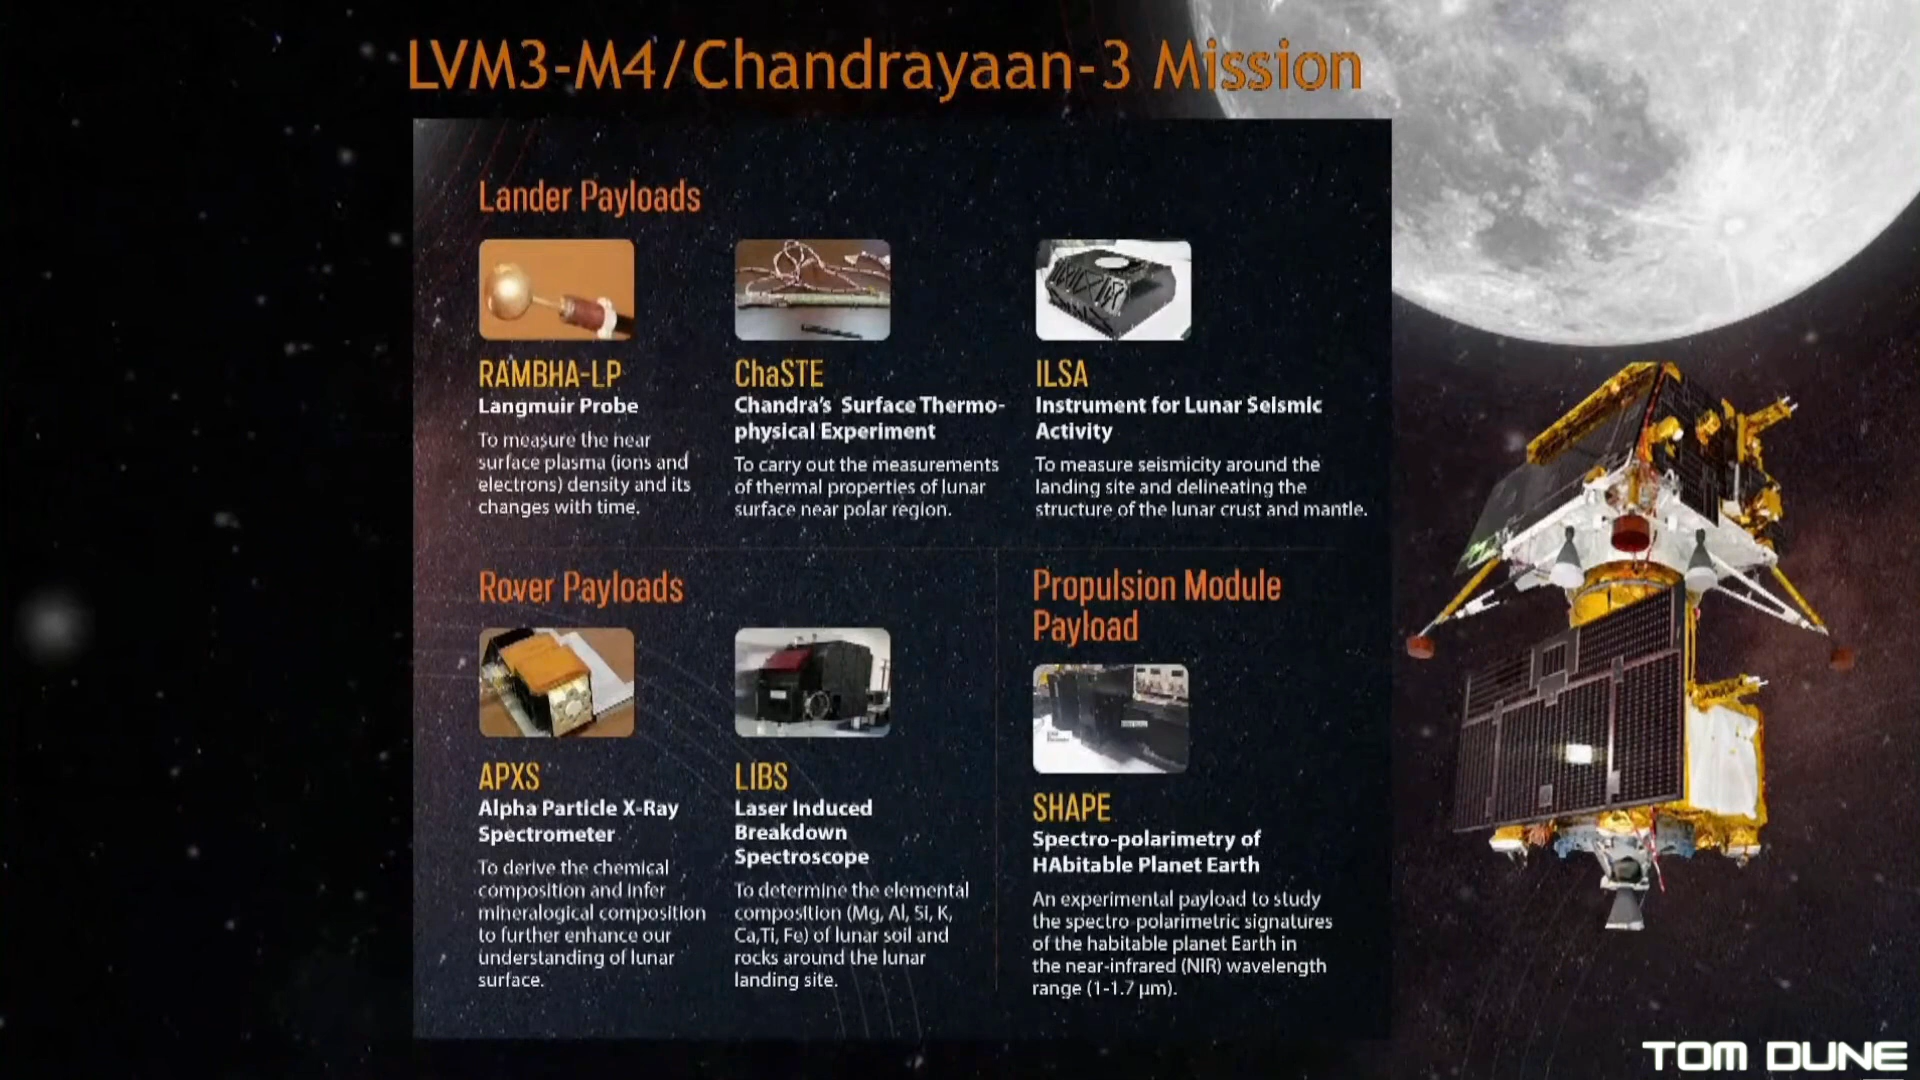 LVM3-M4/Chandrayaan-3 Mission
Lander Payloads
RAMBHA-LP
Langmuir Probe
To measure the near
surface plasma (ions and
electrons) density and its
changes with time.
ChaSTE
Chandra's Surface Thermo-
physical Experiment
To carry out the measurements
of thermal properties of lunar
surface near polar region.
ILSA
Instrument for Lunar Seismic
Activity
To measure seismicity around the
landing site and delineating the
structure of the lunar crust and mantle.
Rover Payloads
APXS
Alpha Particle X-Ray
Spectrometer
To derive the chemical
composition and infer
mineralogical composition
to further enhance our
understanding of lunar
surface.
LIBS
Laser Induced
Breakdown
Spectroscope
To determine the elemental
composition (Mg, Al, Si, K,
Ca,Ti, Fe) of lunar soil and
rocks around the lunar
landing site.
Propulsion Module
Payload
SHAPE
Spectro-polarimetry of
HAbitable Planet Earth
An experimental payload to study
the spectro-polarimetric signatures
of the habitable planet Earth in
the near-infrared (NIR) wavelength
range (1-1.7 μm).
TOM DUNE